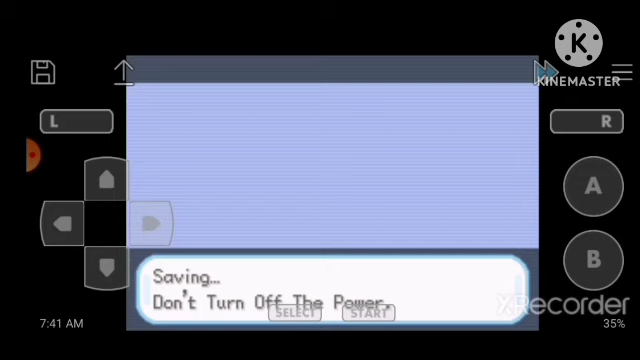 K
KINEMASTER
L
R
A
B
Saving...
Don't Turn Off The Power.
SELECT
START
XRecorder
7:41 AM
35%